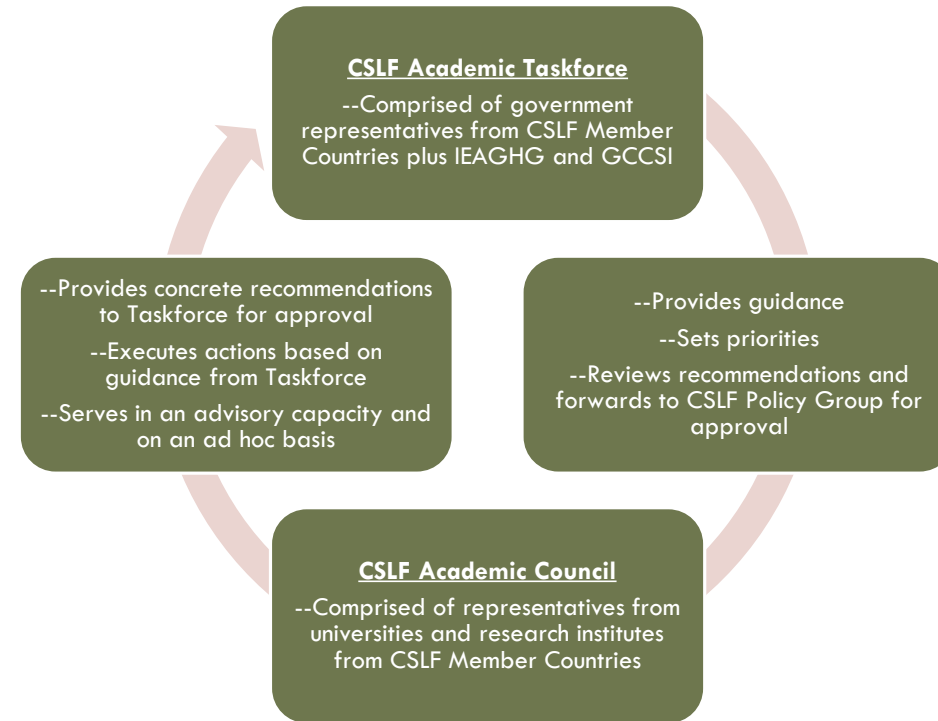 CSLF Academic Taskforce
--Comprised of government
representatives from CSLF Member
Countries plus IEAGHG and GCCSI
--Provides concrete recommendations
to Taskforce for approval
--Executes actions based on
guidance from Taskforce
--Serves in an advisory capacity and
on an ad hoc basis
--Provides guidance
--Sets priorities
--Reviews recommendations and
forwards to CSLF Policy Group for
approval
CSLF Academic Council
--Comprised of representatives from
universities and research institutes
from CSLF Member Countries